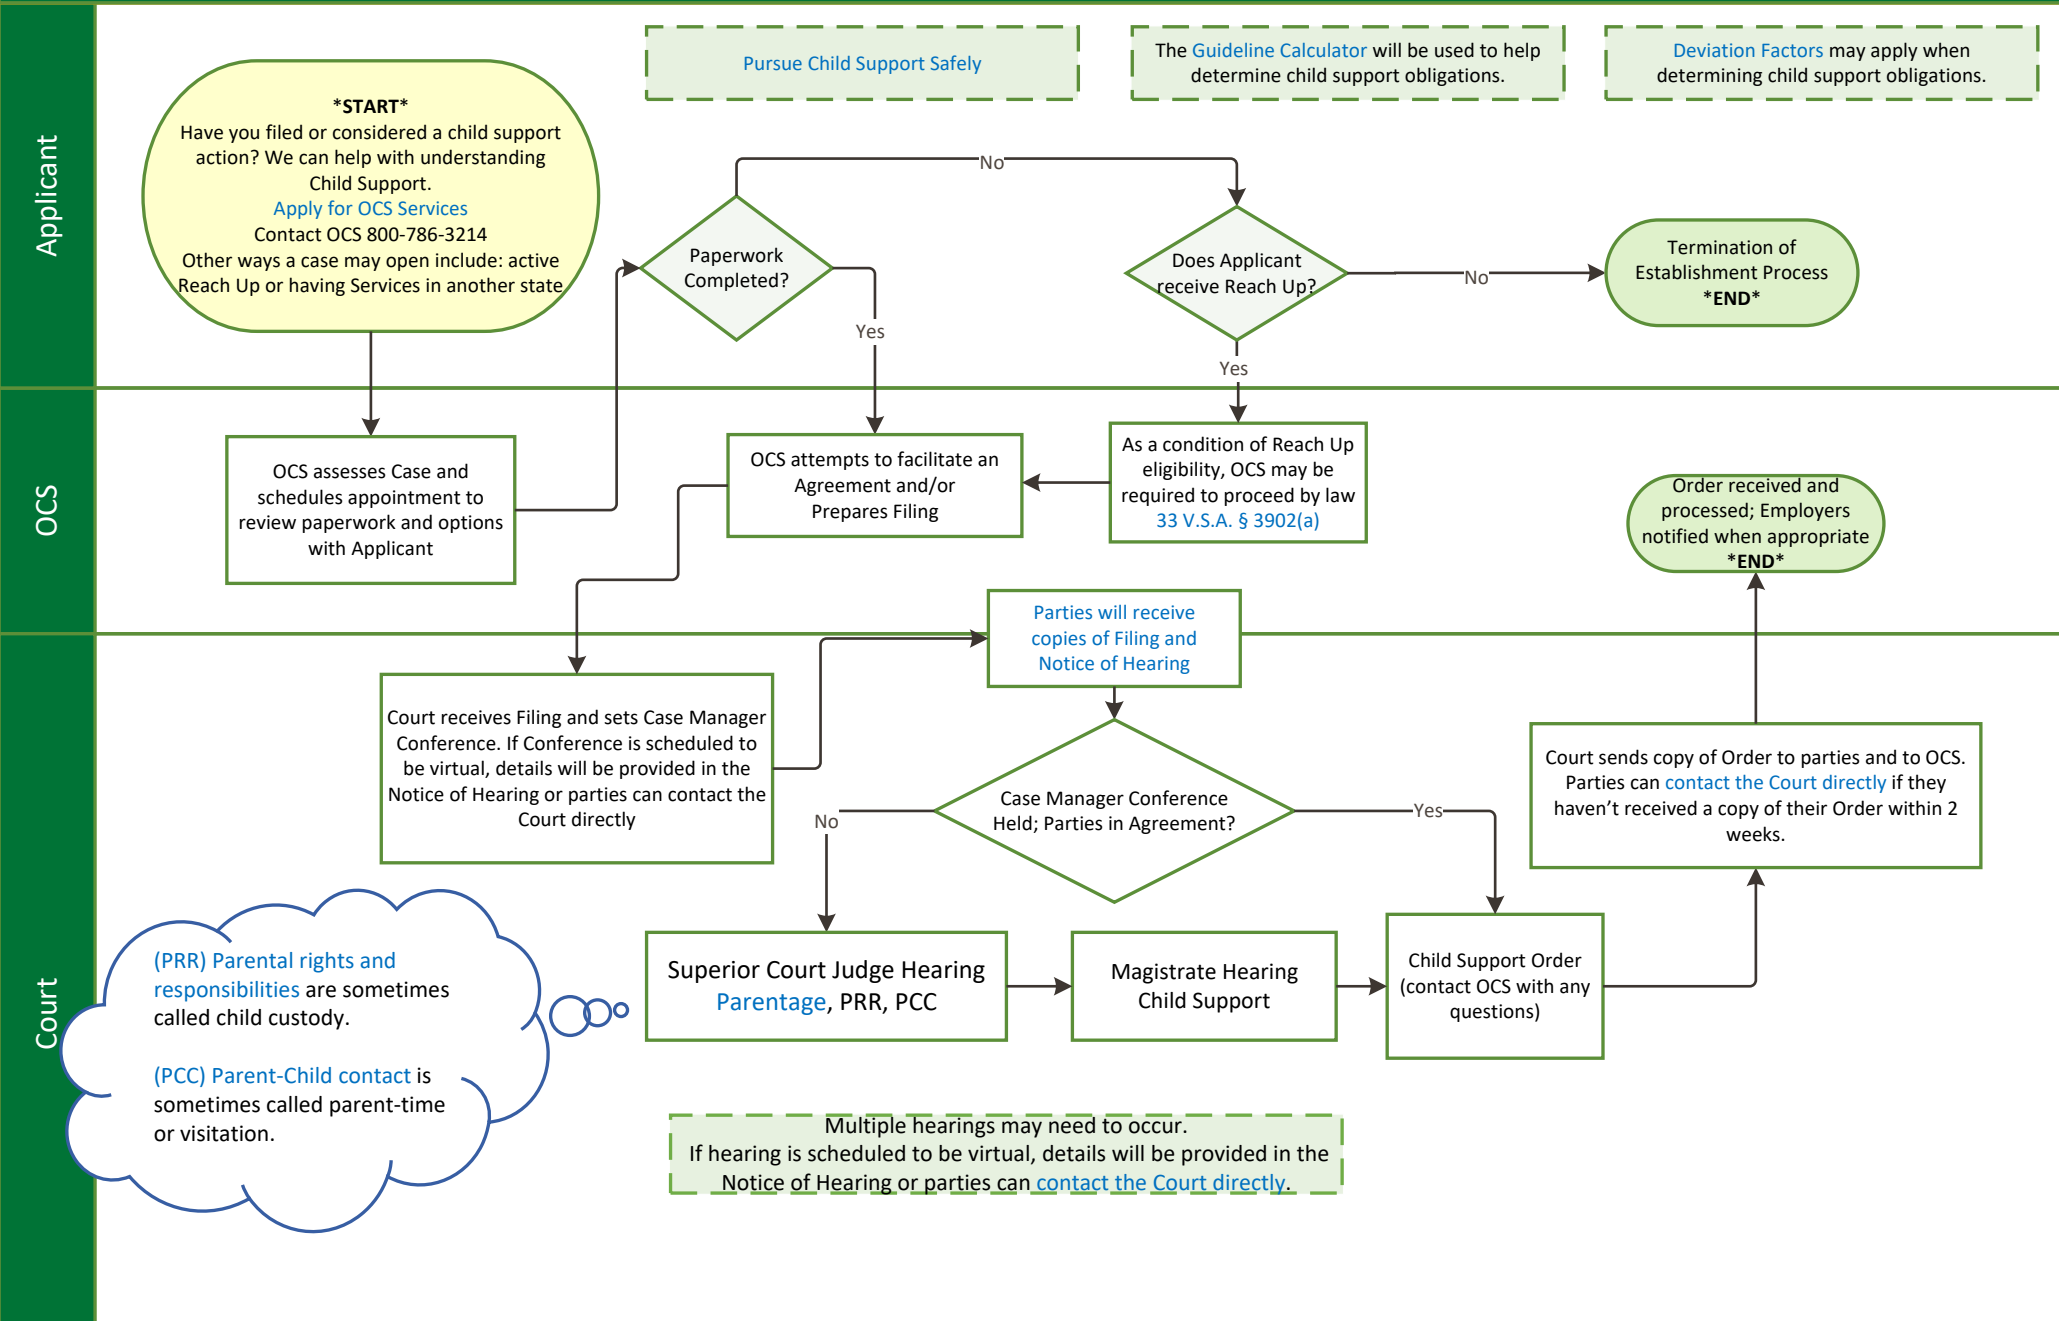 Applicant
Pursue Child Support Safely
The Guideline Calculator will be used to help
determine child support obligations.
Deviation Factors may apply when
determining child support obligations.
*START*
Have you filed or considered a child support
action? We can help with understanding
Child Support.
Apply for OCS Services
Contact OCS 800-786-3214
Other ways a case may open include: active
Reach Up or having Services in another state
No
Paperwork
Completed?
Yes
Does Applicant
receive Reach Up?
No
Yes
Termination of
Establishment Process
*END*
OCS
OCS assesses Case and
schedules appointment to
review paperwork and options
with Applicant
OCS attempts to facilitate an
Agreement and/or
Prepares Filing
As a condition of Reach Up
eligibility, OCS may be
required to proceed by law
33 V.S.A. § 3902(a)
Order received and
processed; Employers
notified when appropriate
*END*
Parties will receive
copies of Filing and
Notice of Hearing
Court
Court receives Filing and sets Case Manager
Conference. If Conference is scheduled to
be virtual, details will be provided in the
Notice of Hearing or parties can contact the
Court directly
Case Manager Conference
Held; Parties in Agreement?
No
Yes
Court sends copy of Order to parties and to OCS.
Parties can contact the Court directly if they
haven’t received a copy of their Order within 2
weeks.
(PRR) Parental rights and
responsibilities are sometimes
called child custody.
(PCC) Parent-Child contact is
sometimes called parent-time
or visitation.
Superior Court Judge Hearing
Parentage, PRR, PCC
Magistrate Hearing
Child Support
Child Support Order
(contact OCS with any
questions)
Multiple hearings may need to occur.
If hearing is scheduled to be virtual, details will be provided in the
Notice of Hearing or parties can contact the Court directly.